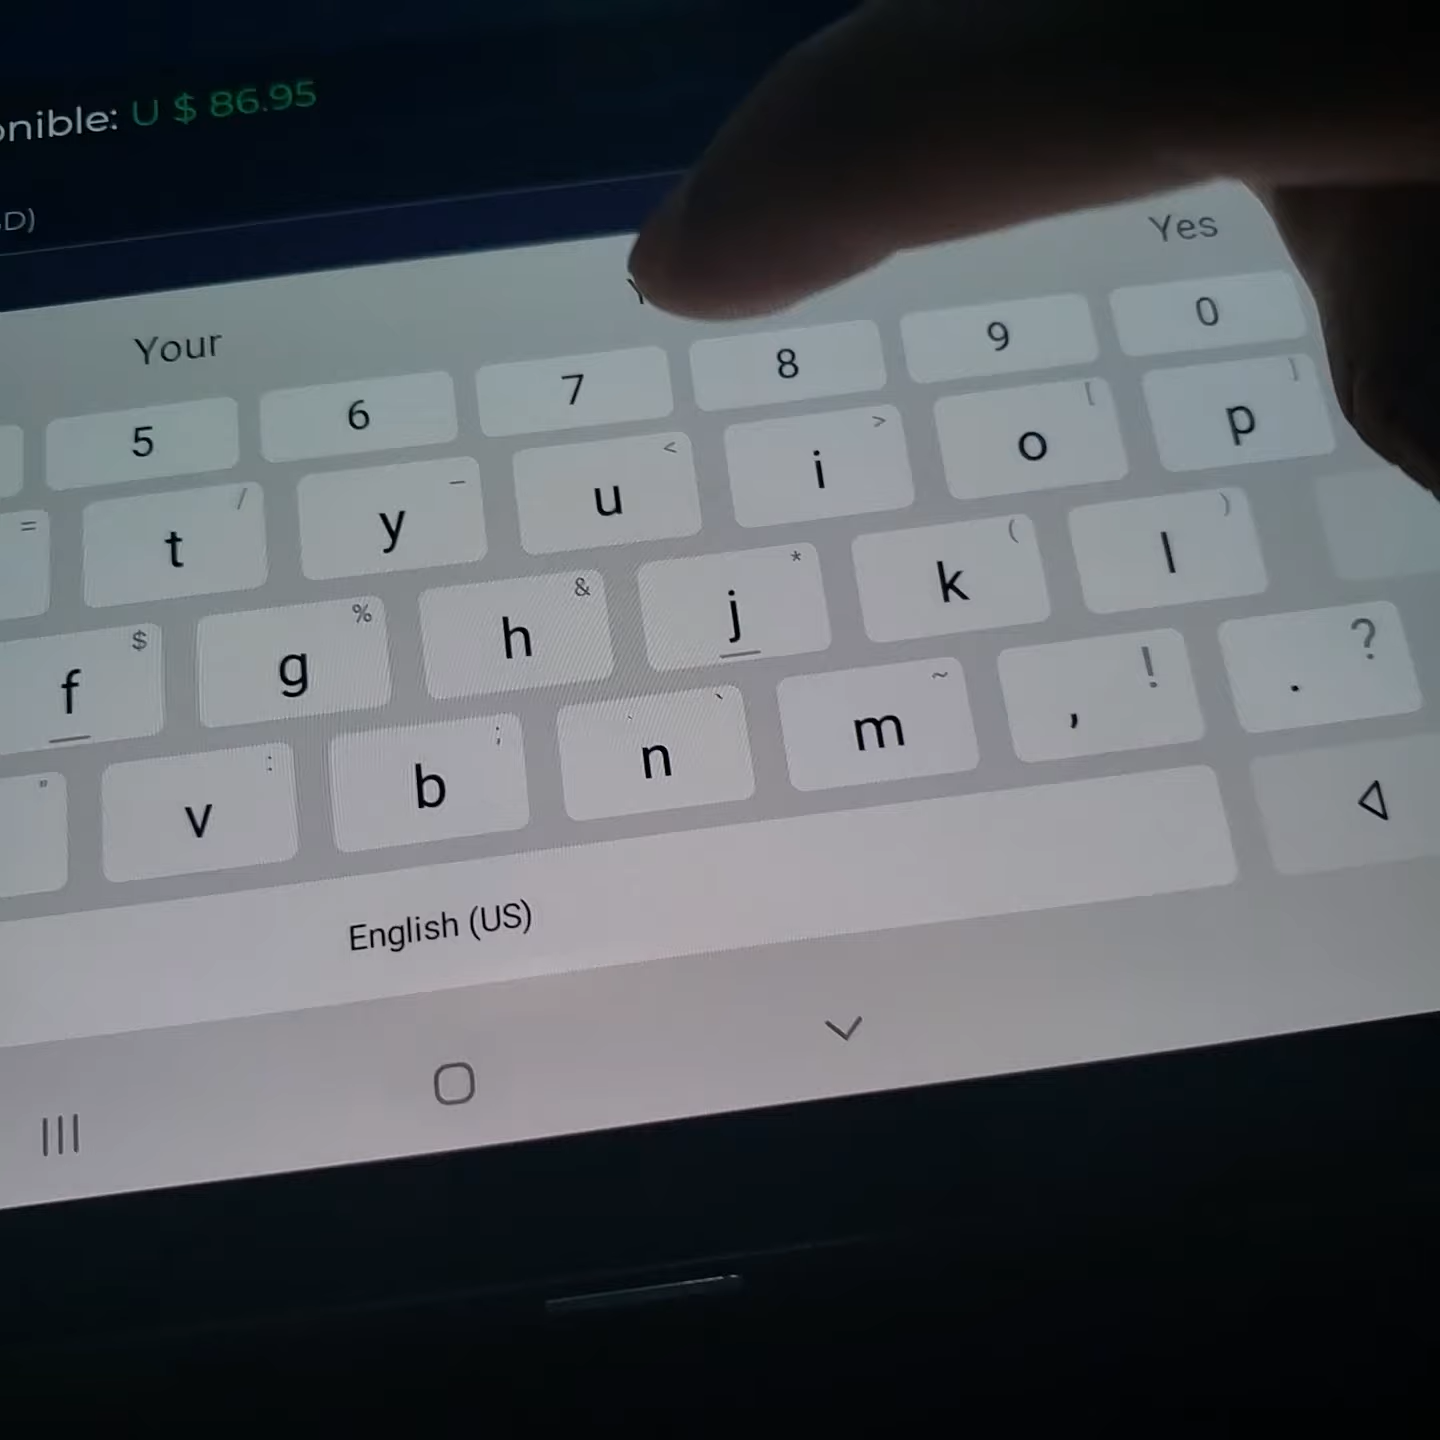 onible: U $ 86.95
D)
Your Y Yes
5 6 7 8 9 0
= t / y – u < i > o [ p ]
f $ g % h & j * k ( l )
" v : b ; n ' m ~ , ! . ?
English (US)